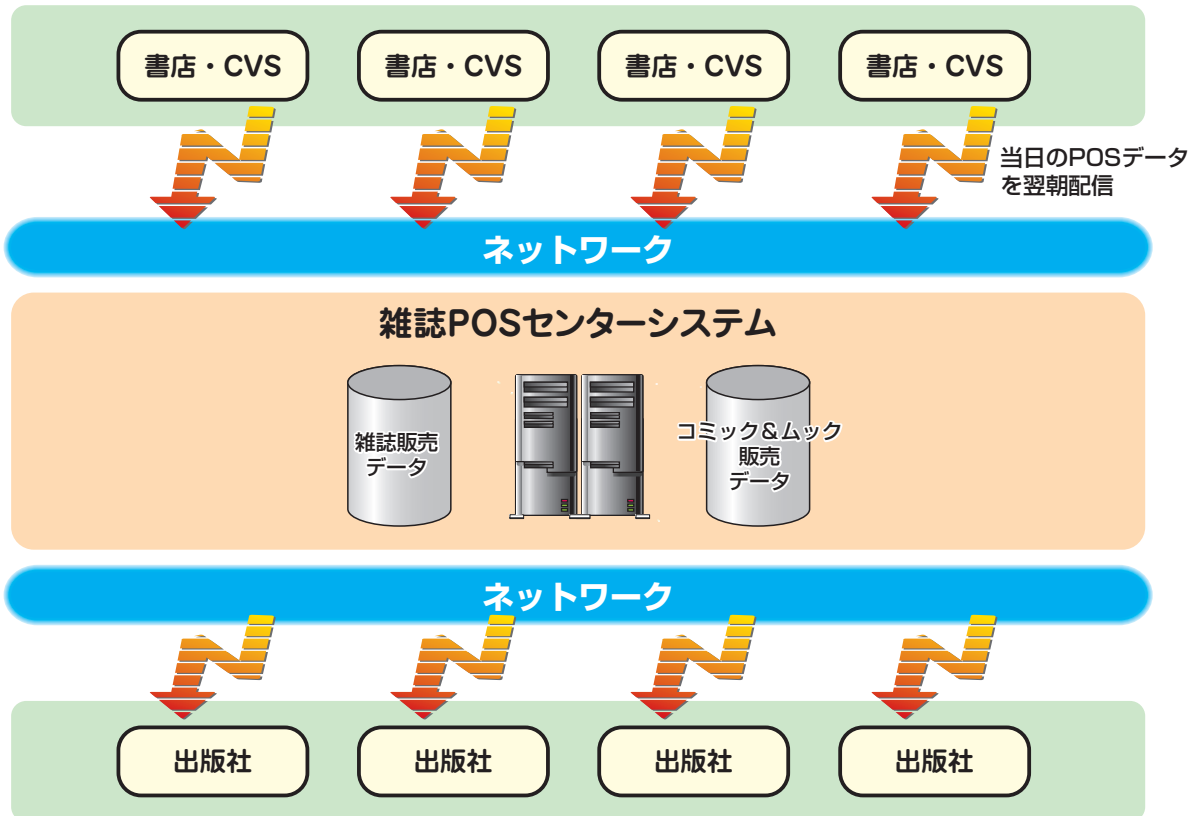 書店・CVS
書店・CVS
書店・CVS
書店・CVS
当日のPOSデータ
を翌朝配信
ネットワーク
雑誌POSセンターシステム
雑誌販売
データ
コミック＆ムック
販売
データ
ネットワーク
出版社
出版社
出版社
出版社